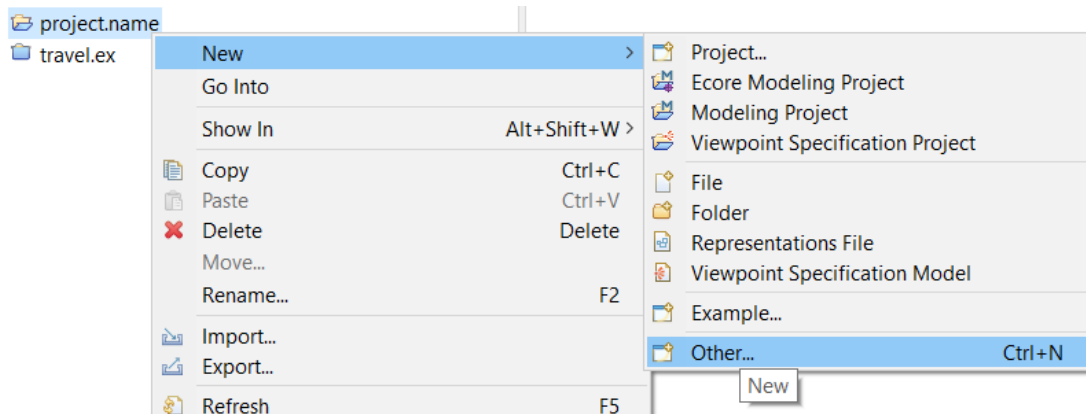 project.name
travel.ex
New
Go Into
Show In Alt+Shift+W
Copy Ctrl+C
Paste Ctrl+V
Delete Delete
Move...
Rename... F2
Import...
Export...
Refresh F5
Project...
Ecore Modeling Project
Modeling Project
Viewpoint Specification Project
File
Folder
Representations File
Viewpoint Specification Model
Example...
Other... Ctrl+N
New